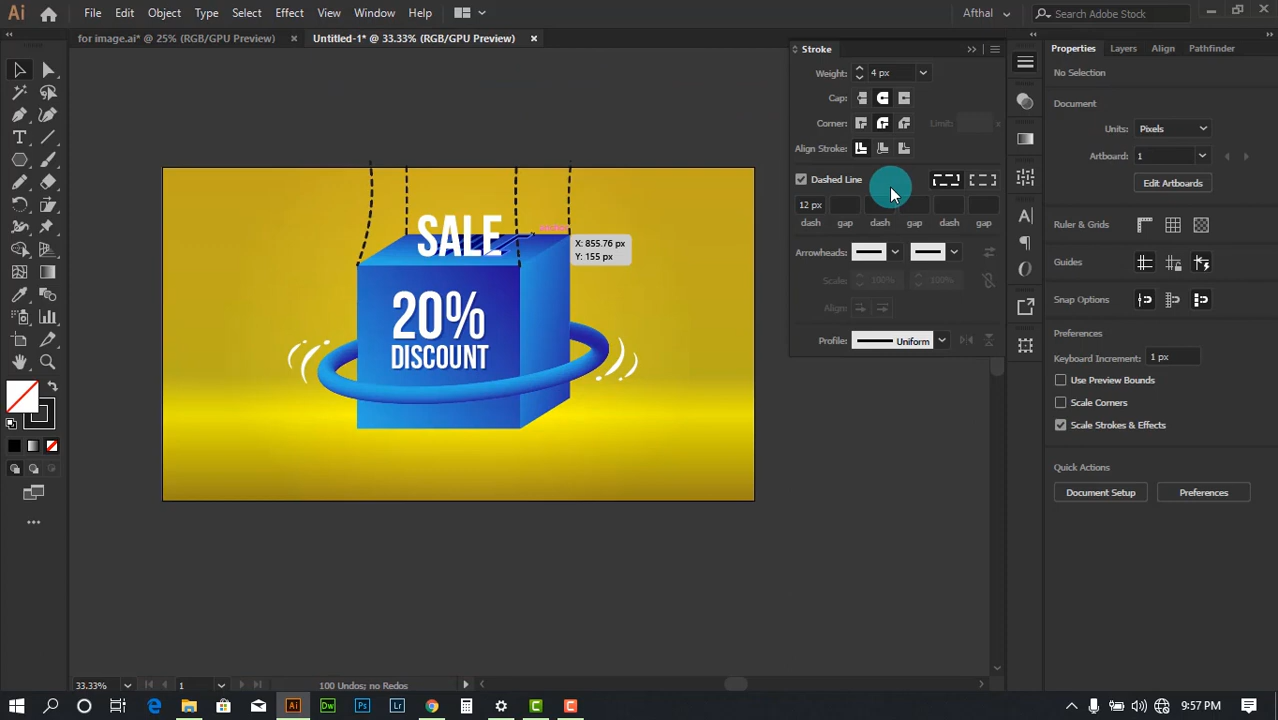 Ai File Edit Object Type Select Effect View Window Help Afthal Search Adobe Stock
for image.ai* @ 25% (RGB/GPU Preview) × Untitled-1* @ 33.33% (RGB/GPU Preview) ×
Stroke
Weight: 4 px
Cap:
Corner: Limit: x
Align Stroke:
Dashed Line
12 px
dash gap dash gap dash gap
Arrowheads:
Scale: 100% 100%
Align:
Profile: Uniform
Properties Layers Align Pathfinder
No Selection
Document
Units: Pixels
Artboard: 1
Edit Artboards
Ruler & Grids
Guides
Snap Options
Preferences
Keyboard Increment: 1 px
Use Preview Bounds
Scale Corners
Scale Strokes & Effects
Quick Actions
Document Setup Preferences
SALE
20%
DISCOUNT
X: 855.76 px
Y: 155 px
33.33% 1 100 Undos; no Redos
Ai Dw Ps Lr 9:57 PM